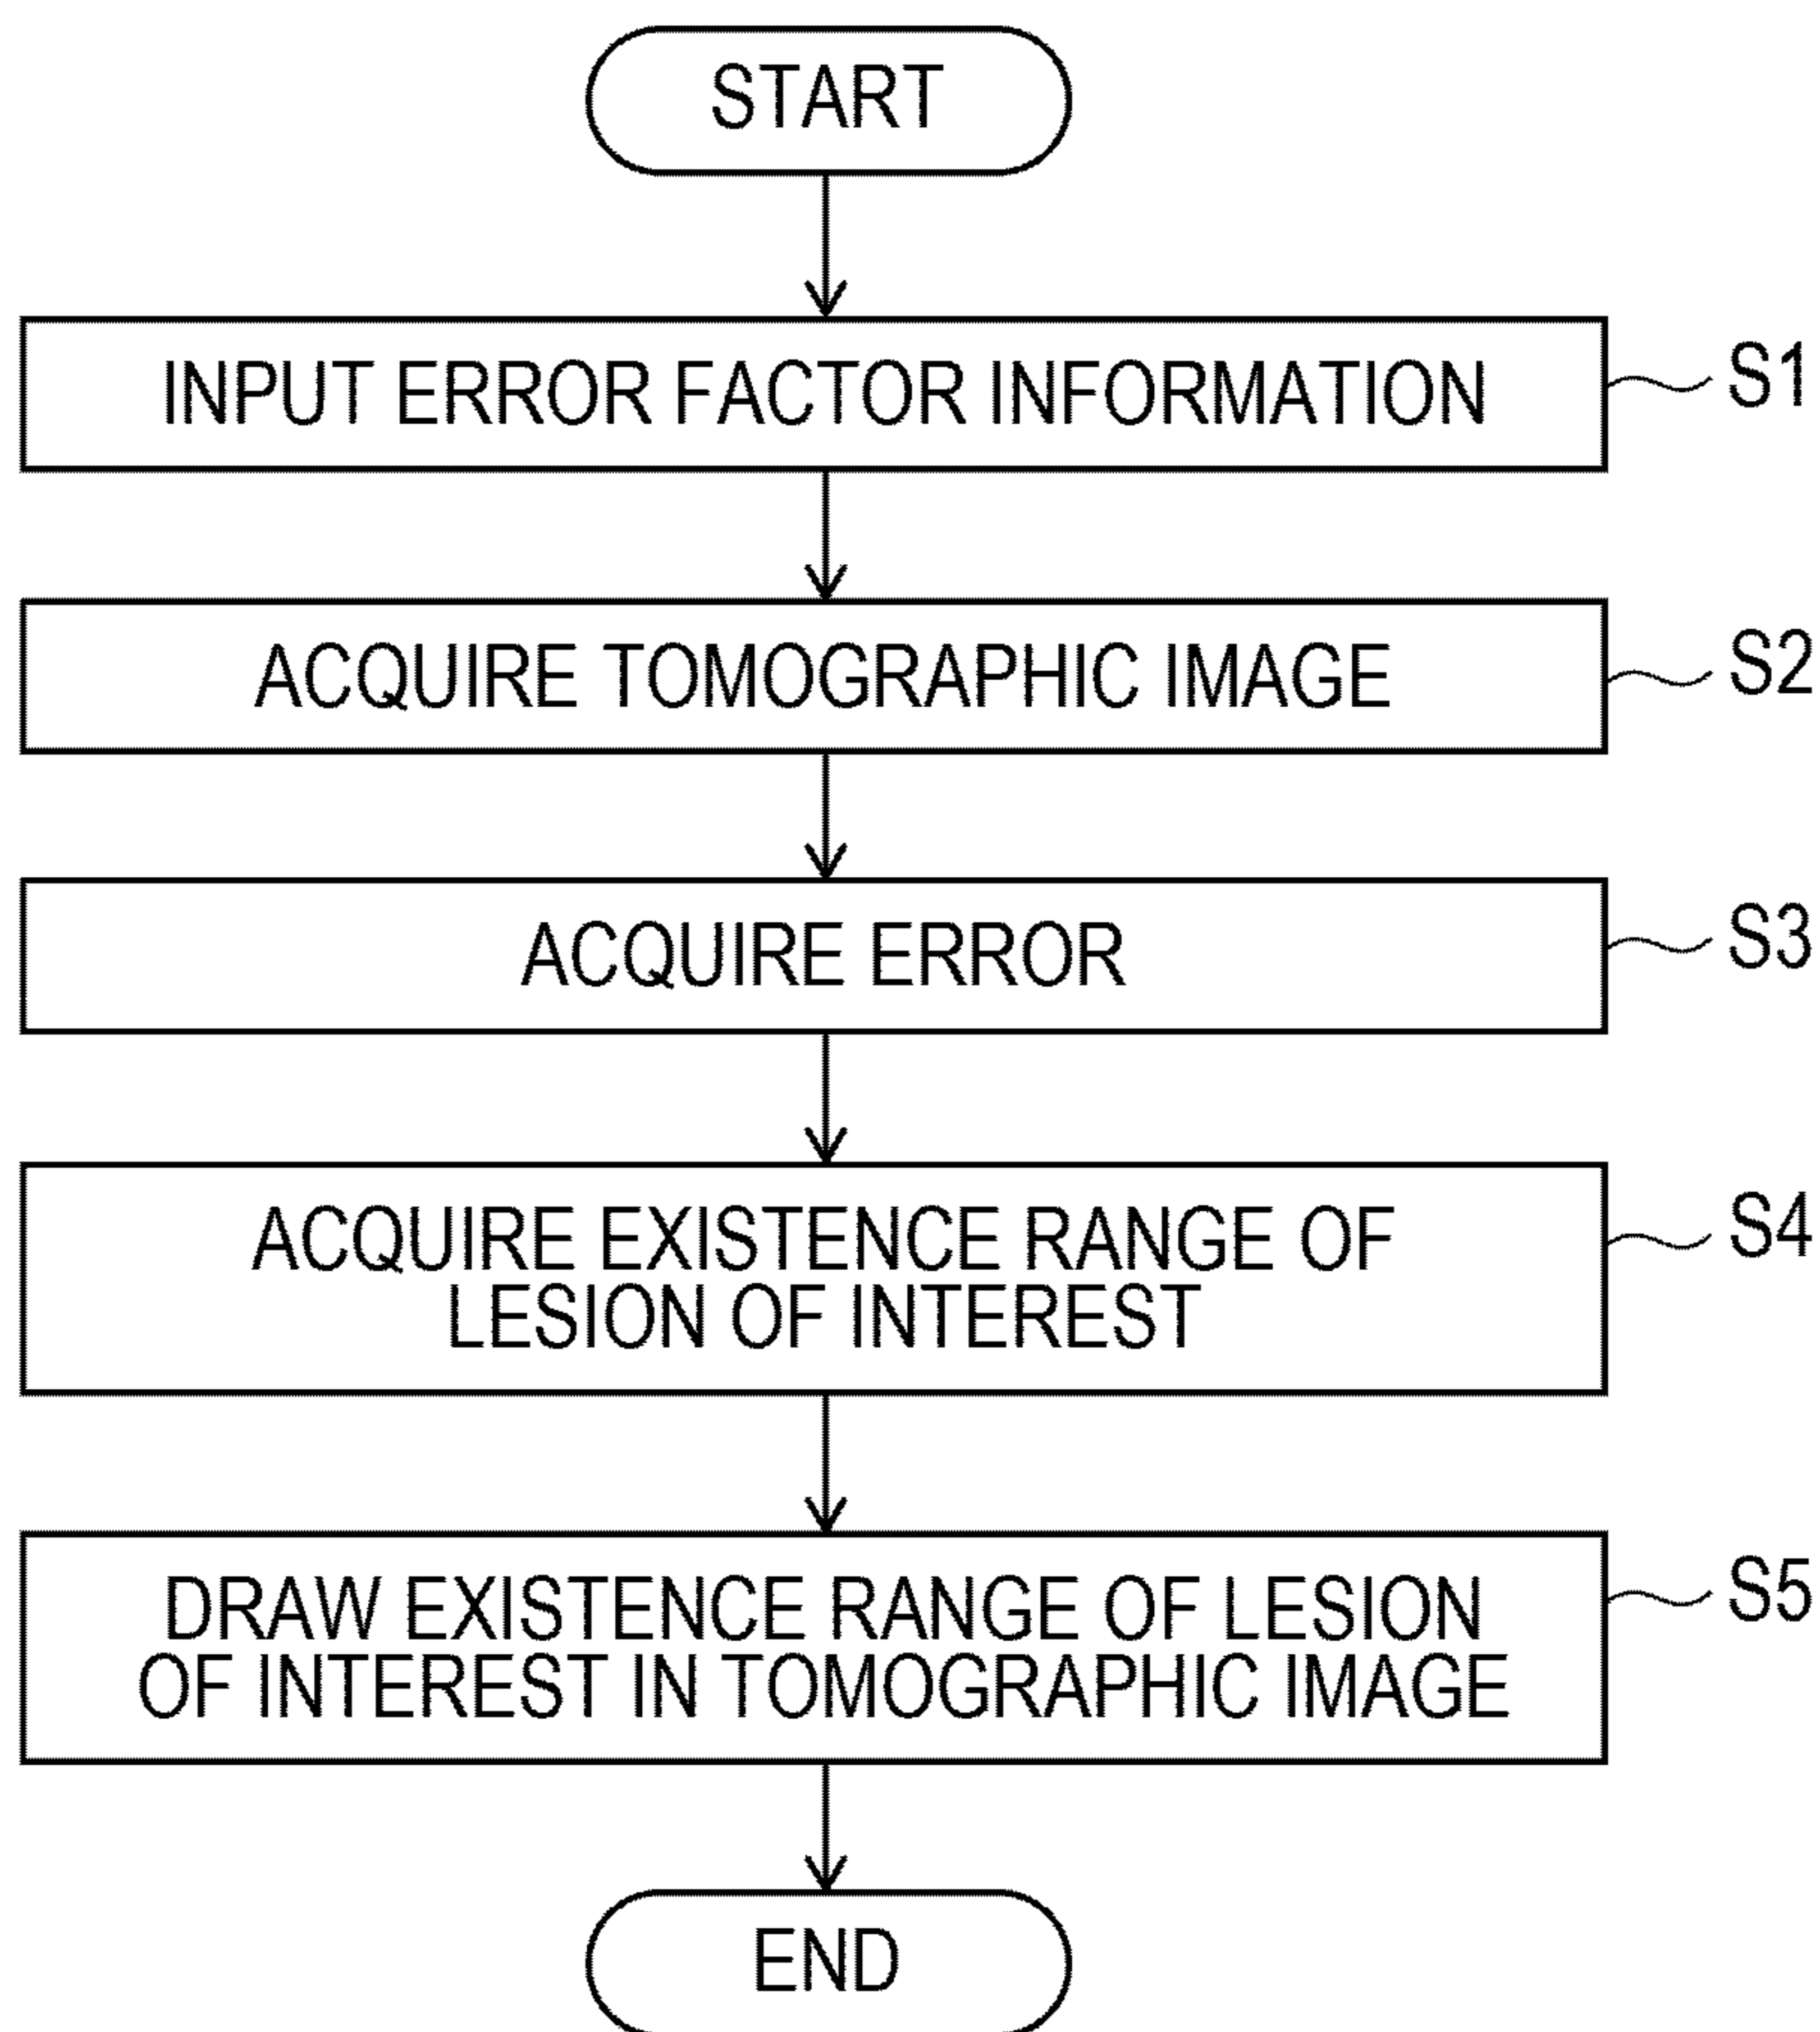 START
INPUT ERROR FACTOR INFORMATION
S1
ACQUIRE TOMOGRAPHIC IMAGE
S2
ACQUIRE ERROR
S3
ACQUIRE EXISTENCE RANGE OF
LESION OF INTEREST
S4
DRAW EXISTENCE RANGE OF LESION
OF INTEREST IN TOMOGRAPHIC IMAGE
S5
END